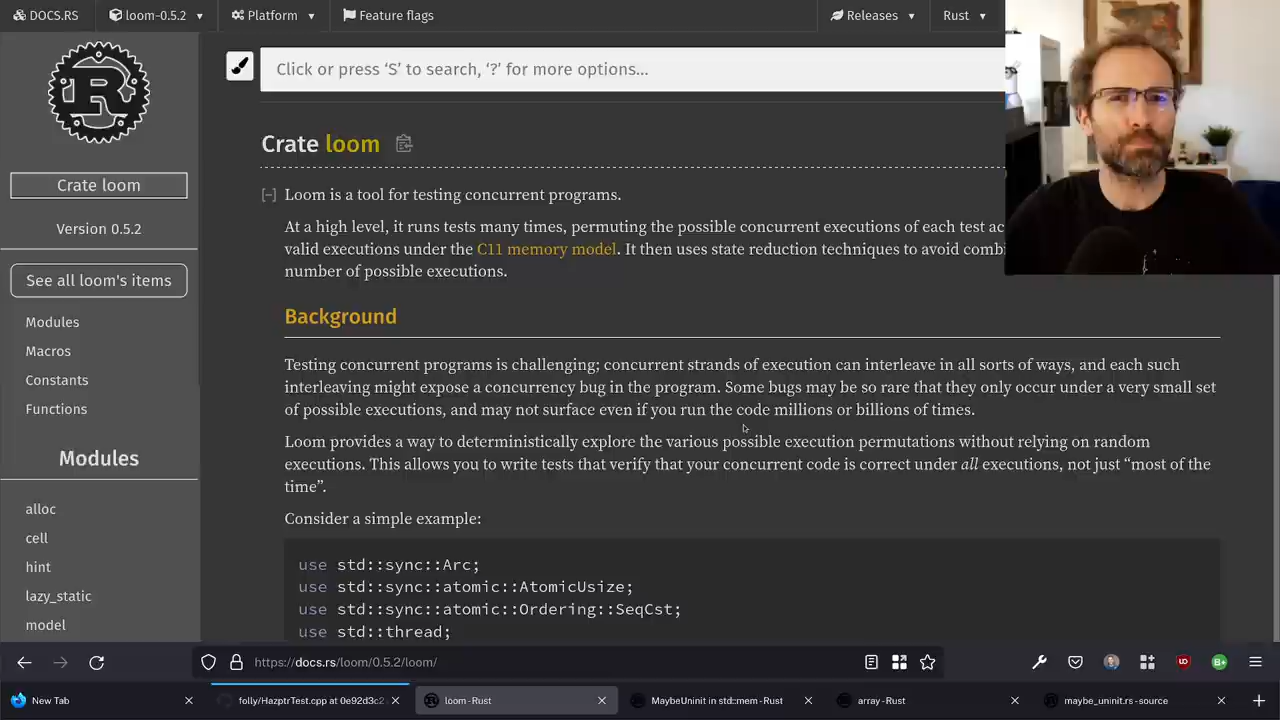 DOCS.RS loom-0.5.2 Platform Feature flags Releases Rust
Click or press ‘S’ to search, ‘?’ for more options…
Crate loom
Version 0.5.2
See all loom's items
Modules
Macros
Constants
Functions
Modules
alloc
cell
hint
lazy_static
model
Crate loom
[−] Loom is a tool for testing concurrent programs.
At a high level, it runs tests many times, permuting the possible concurrent executions of each test ac
valid executions under the C11 memory model. It then uses state reduction techniques to avoid combi
number of possible executions.
Background
Testing concurrent programs is challenging; concurrent strands of execution can interleave in all sorts of ways, and each such
interleaving might expose a concurrency bug in the program. Some bugs may be so rare that they only occur under a very small set
of possible executions, and may not surface even if you run the code millions or billions of times.
Loom provides a way to deterministically explore the various possible execution permutations without relying on random
executions. This allows you to write tests that verify that your concurrent code is correct under all executions, not just “most of the
time”.
Consider a simple example:
use std::sync::Arc;
use std::sync::atomic::AtomicUsize;
use std::sync::atomic::Ordering::SeqCst;
use std::thread;
https://docs.rs/loom/0.5.2/loom/
New Tab folly/HazptrTest.cpp at 0e92d3c2 loom - Rust MaybeUninit in std::mem - Rust array - Rust maybe_uninit.rs - source